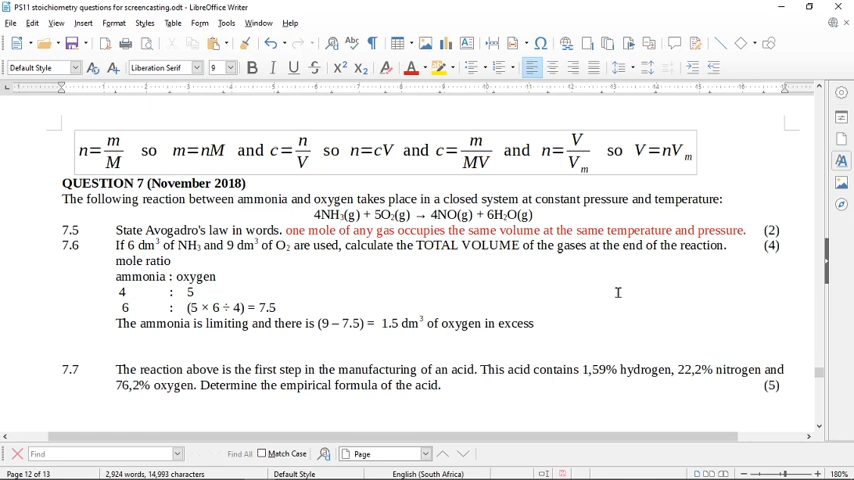 PS11 stoichiometry questions for screencasting.odt - LibreOffice Writer
File Edit View Insert Format Styles Table Form Tools Window Help
Default Style Liberation Serif 9
n=m/M so m=nM and c=n/V so n=cV and c=m/MV and n=V/Vₘ so V=nVₘ
QUESTION 7 (November 2018)
The following reaction between ammonia and oxygen takes place in a closed system at constant pressure and temperature:
4NH₃(g) + 5O₂(g) → 4NO(g) + 6H₂O(g)
7.5 State Avogadro's law in words. one mole of any gas occupies the same volume at the same temperature and pressure. (2)
7.6 If 6 dm³ of NH₃ and 9 dm³ of O₂ are used, calculate the TOTAL VOLUME of the gases at the end of the reaction. (4)
mole ratio
ammonia : oxygen
4 : 5
6 : (5 × 6 ÷ 4) = 7.5
The ammonia is limiting and there is (9 – 7.5) = 1.5 dm³ of oxygen in excess
7.7 The reaction above is the first step in the manufacturing of an acid. This acid contains 1,59% hydrogen, 22,2% nitrogen and
76,2% oxygen. Determine the empirical formula of the acid. (5)
Find Find All Match Case Page
Page 12 of 13 2,924 words, 14,993 characters Default Style English (South Africa) 180%